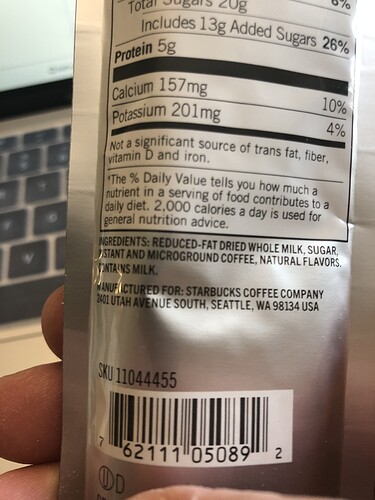 Total Sugars 20g
Includes 13g Added Sugars 26%
Protein 5g
Calcium 157mg 10%
Potassium 201mg 4%
Not a significant source of trans fat, fiber,
vitamin D and iron.
*The % Daily Value tells you how much a
nutrient in a serving of food contributes to a
daily diet. 2,000 calories a day is used for
general nutrition advice.
INGREDIENTS: REDUCED-FAT DRIED WHOLE MILK, SUGAR,
INSTANT AND MICROGROUND COFFEE, NATURAL FLAVORS.
CONTAINS MILK.
MANUFACTURED FOR: STARBUCKS COFFEE COMPANY
2401 UTAH AVENUE SOUTH, SEATTLE, WA 98134 USA
SKU 11044455
7 62111 05089 2
D